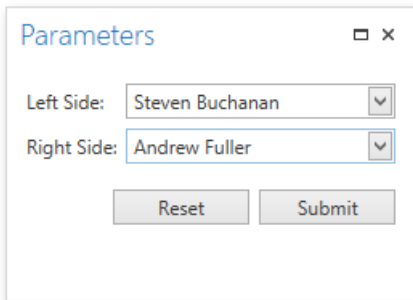 Parameters
Left Side: Steven Buchanan
Right Side: Andrew Fuller
Reset Submit